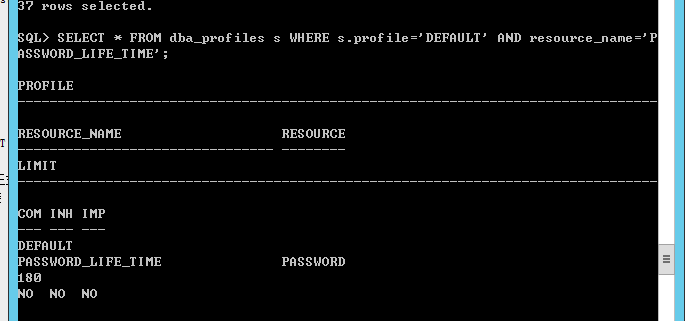 37 rows selected.
SQL> SELECT * FROM dba_profiles s WHERE s.profile='DEFAULT' AND resource_name='P
ASSWORD_LIFE_TIME';
PROFILE
--------------------------------------------------------------------------------
RESOURCE_NAME                    RESOURCE
-------------------------------- --------
LIMIT
--------------------------------------------------------------------------------
COM INH IMP
--- --- ---
DEFAULT
PASSWORD_LIFE_TIME               PASSWORD
180
NO  NO  NO